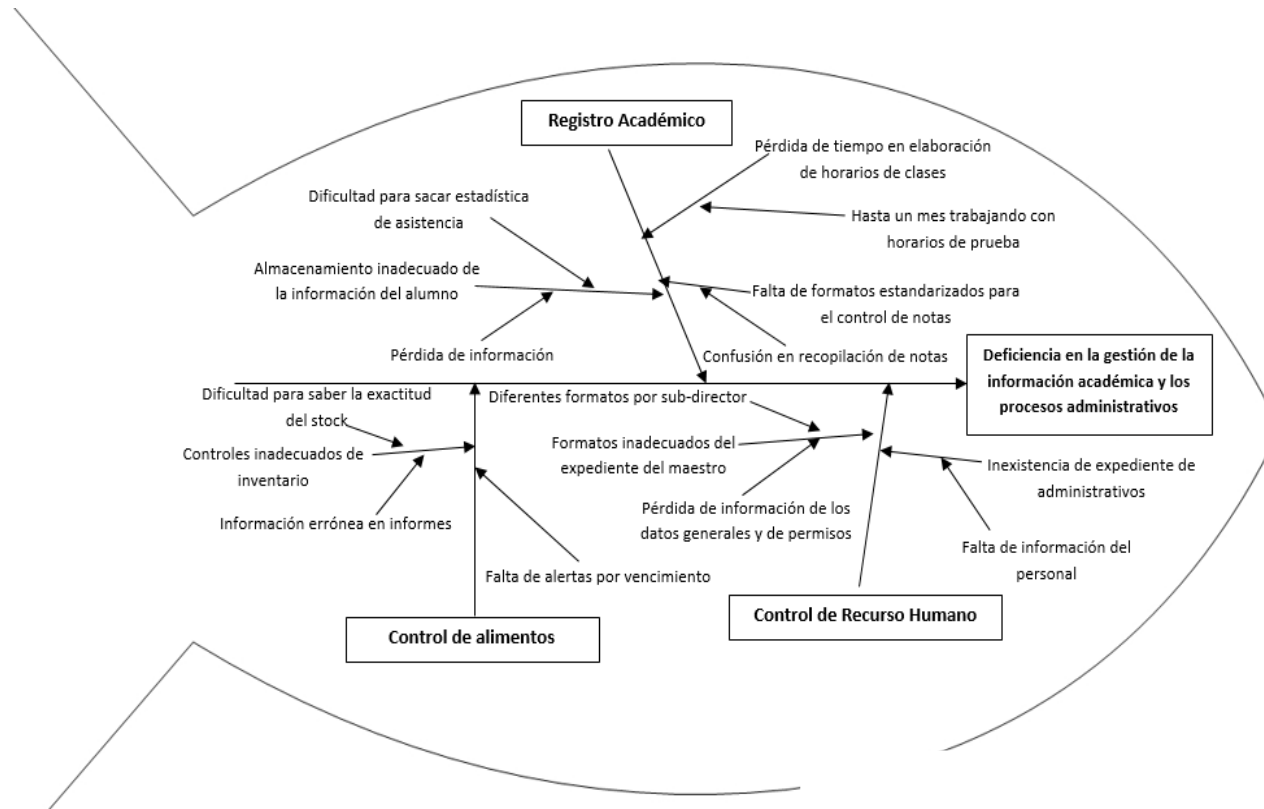 Registro Académico
Pérdida de tiempo en elaboración
de horarios de clases
Dificultad para sacar estadística
de asistencia
Hasta un mes trabajando con
horarios de prueba
Almacenamiento inadecuado de
la información del alumno
Falta de formatos estandarizados para
el control de notas
Pérdida de información
Confusión en recopilación de notas
Deficiencia en la gestión de la
información académica y los
procesos administrativos
Dificultad para saber la exactitud
del stock
Diferentes formatos por sub-director
Controles inadecuados de
inventario
Formatos inadecuados del
expediente del maestro
Inexistencia de expediente de
administrativos
Información errónea en informes
Pérdida de información de los
datos generales y de permisos
Falta de información del
personal
Falta de alertas por vencimiento
Control de alimentos
Control de Recurso Humano